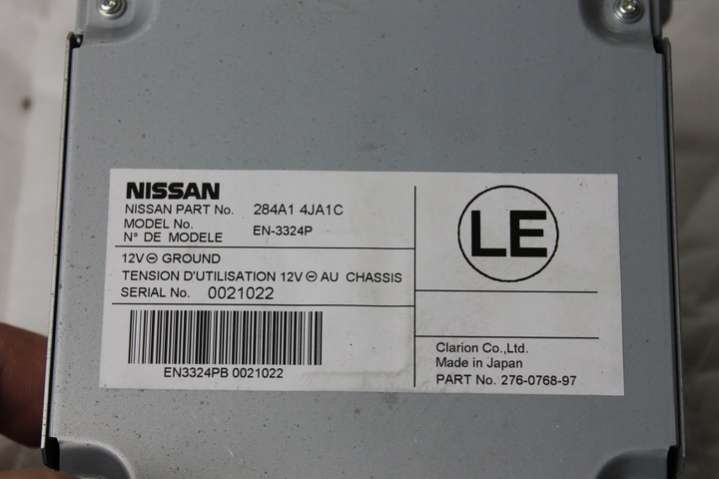 NISSAN
NISSAN PART No. 284A1 4JA1C
MODEL No.
N° DE MODELE EN-3324P
12V⊖ GROUND
TENSION D'UTILISATION 12V⊖ AU CHASSIS
SERIAL No. 0021022
EN3324PB 0021022
LE
Clarion Co.,Ltd.
Made in Japan
PART No. 276-0768-97